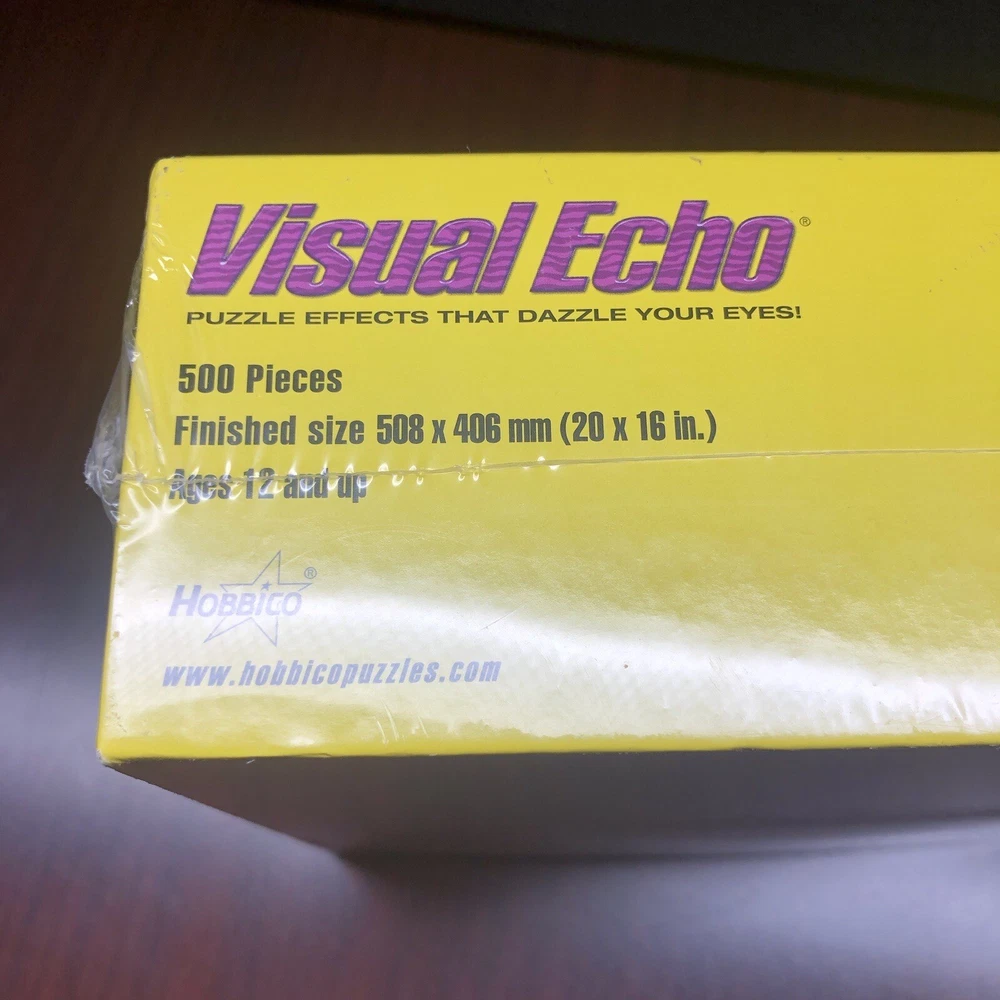 Visual Echo®
PUZZLE EFFECTS THAT DAZZLE YOUR EYES!
500 Pieces
Finished size 508 x 406 mm (20 x 16 in.)
Ages 12 and up
HOBBICO®
www.hobbicopuzzles.com